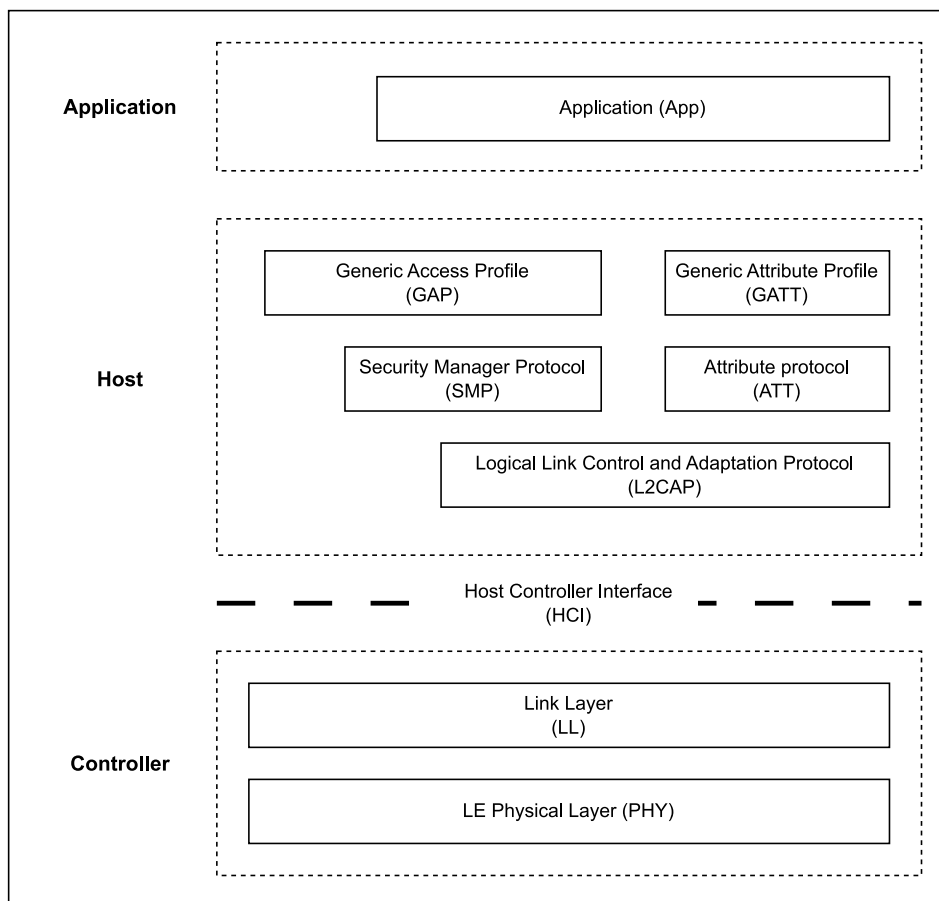 Application
Application (App)
Generic Access Profile
(GAP)
Generic Attribute Profile
(GATT)
Host
Security Manager Protocol
(SMP)
Attribute protocol
(ATT)
Logical Link Control and Adaptation Protocol
(L2CAP)
Host Controller Interface
(HCI)
Link Layer
(LL)
Controller
LE Physical Layer (PHY)